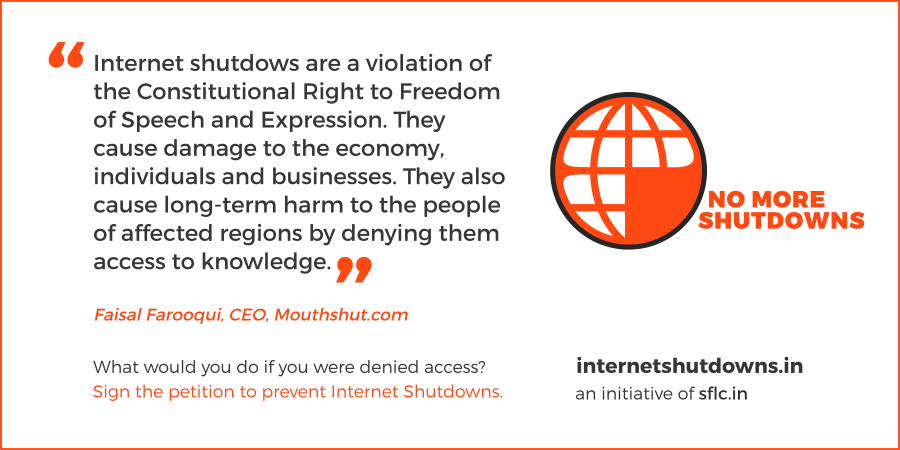 Internet shutdows are a violation of
the Constitutional Right to Freedom
of Speech and Expression. They
cause damage to the economy,
individuals and businesses. They also
cause long-term harm to the people
of affected regions by denying them
access to knowledge.
Faisal Farooqui, CEO, Mouthshut.com
What would you do if you were denied access?
Sign the petition to prevent Internet Shutdowns.
NO MORE
SHUTDOWNS
internetshutdowns.in
an initiative of sflc.in